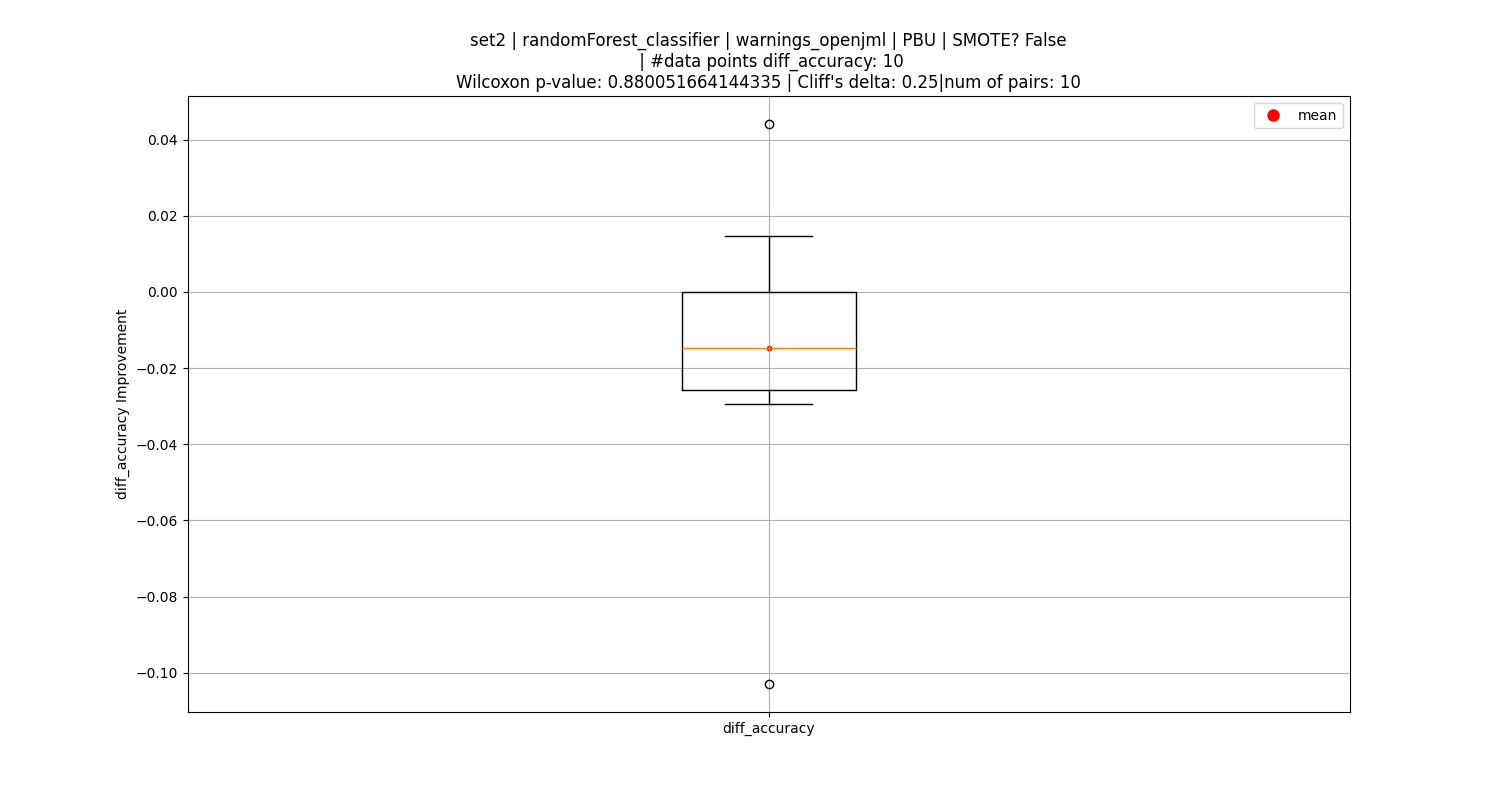 set2 | randomForest_classifier | warnings_openjml | PBU | SMOTE? False
| #data points diff_accuracy: 10
Wilcoxon p-value: 0.880051664144335 | Cliff's delta: 0.25|num of pairs: 10
mean
0.04
0.02
0.00
−0.02
−0.04
−0.06
−0.08
−0.10
diff_accuracy Improvement
diff_accuracy